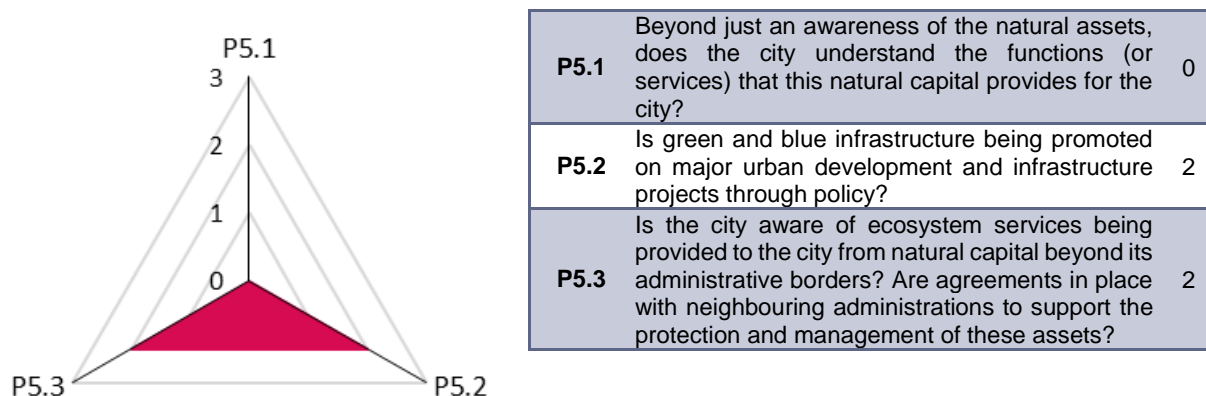 P5.1
3
2
1
0
P5.3
P5.2
Beyond just an awareness of the natural assets,
does the city understand the functions (or
P5.1 services) that this natural capital provides for the 0
city?
Is green and blue infrastructure being promoted
P5.2 on major urban development and infrastructure 2
projects through policy?
Is the city aware of ecosystem services being
provided to the city from natural capital beyond its
P5.3 administrative borders? Are agreements in place 2
with neighbouring administrations to support the
protection and management of these assets?